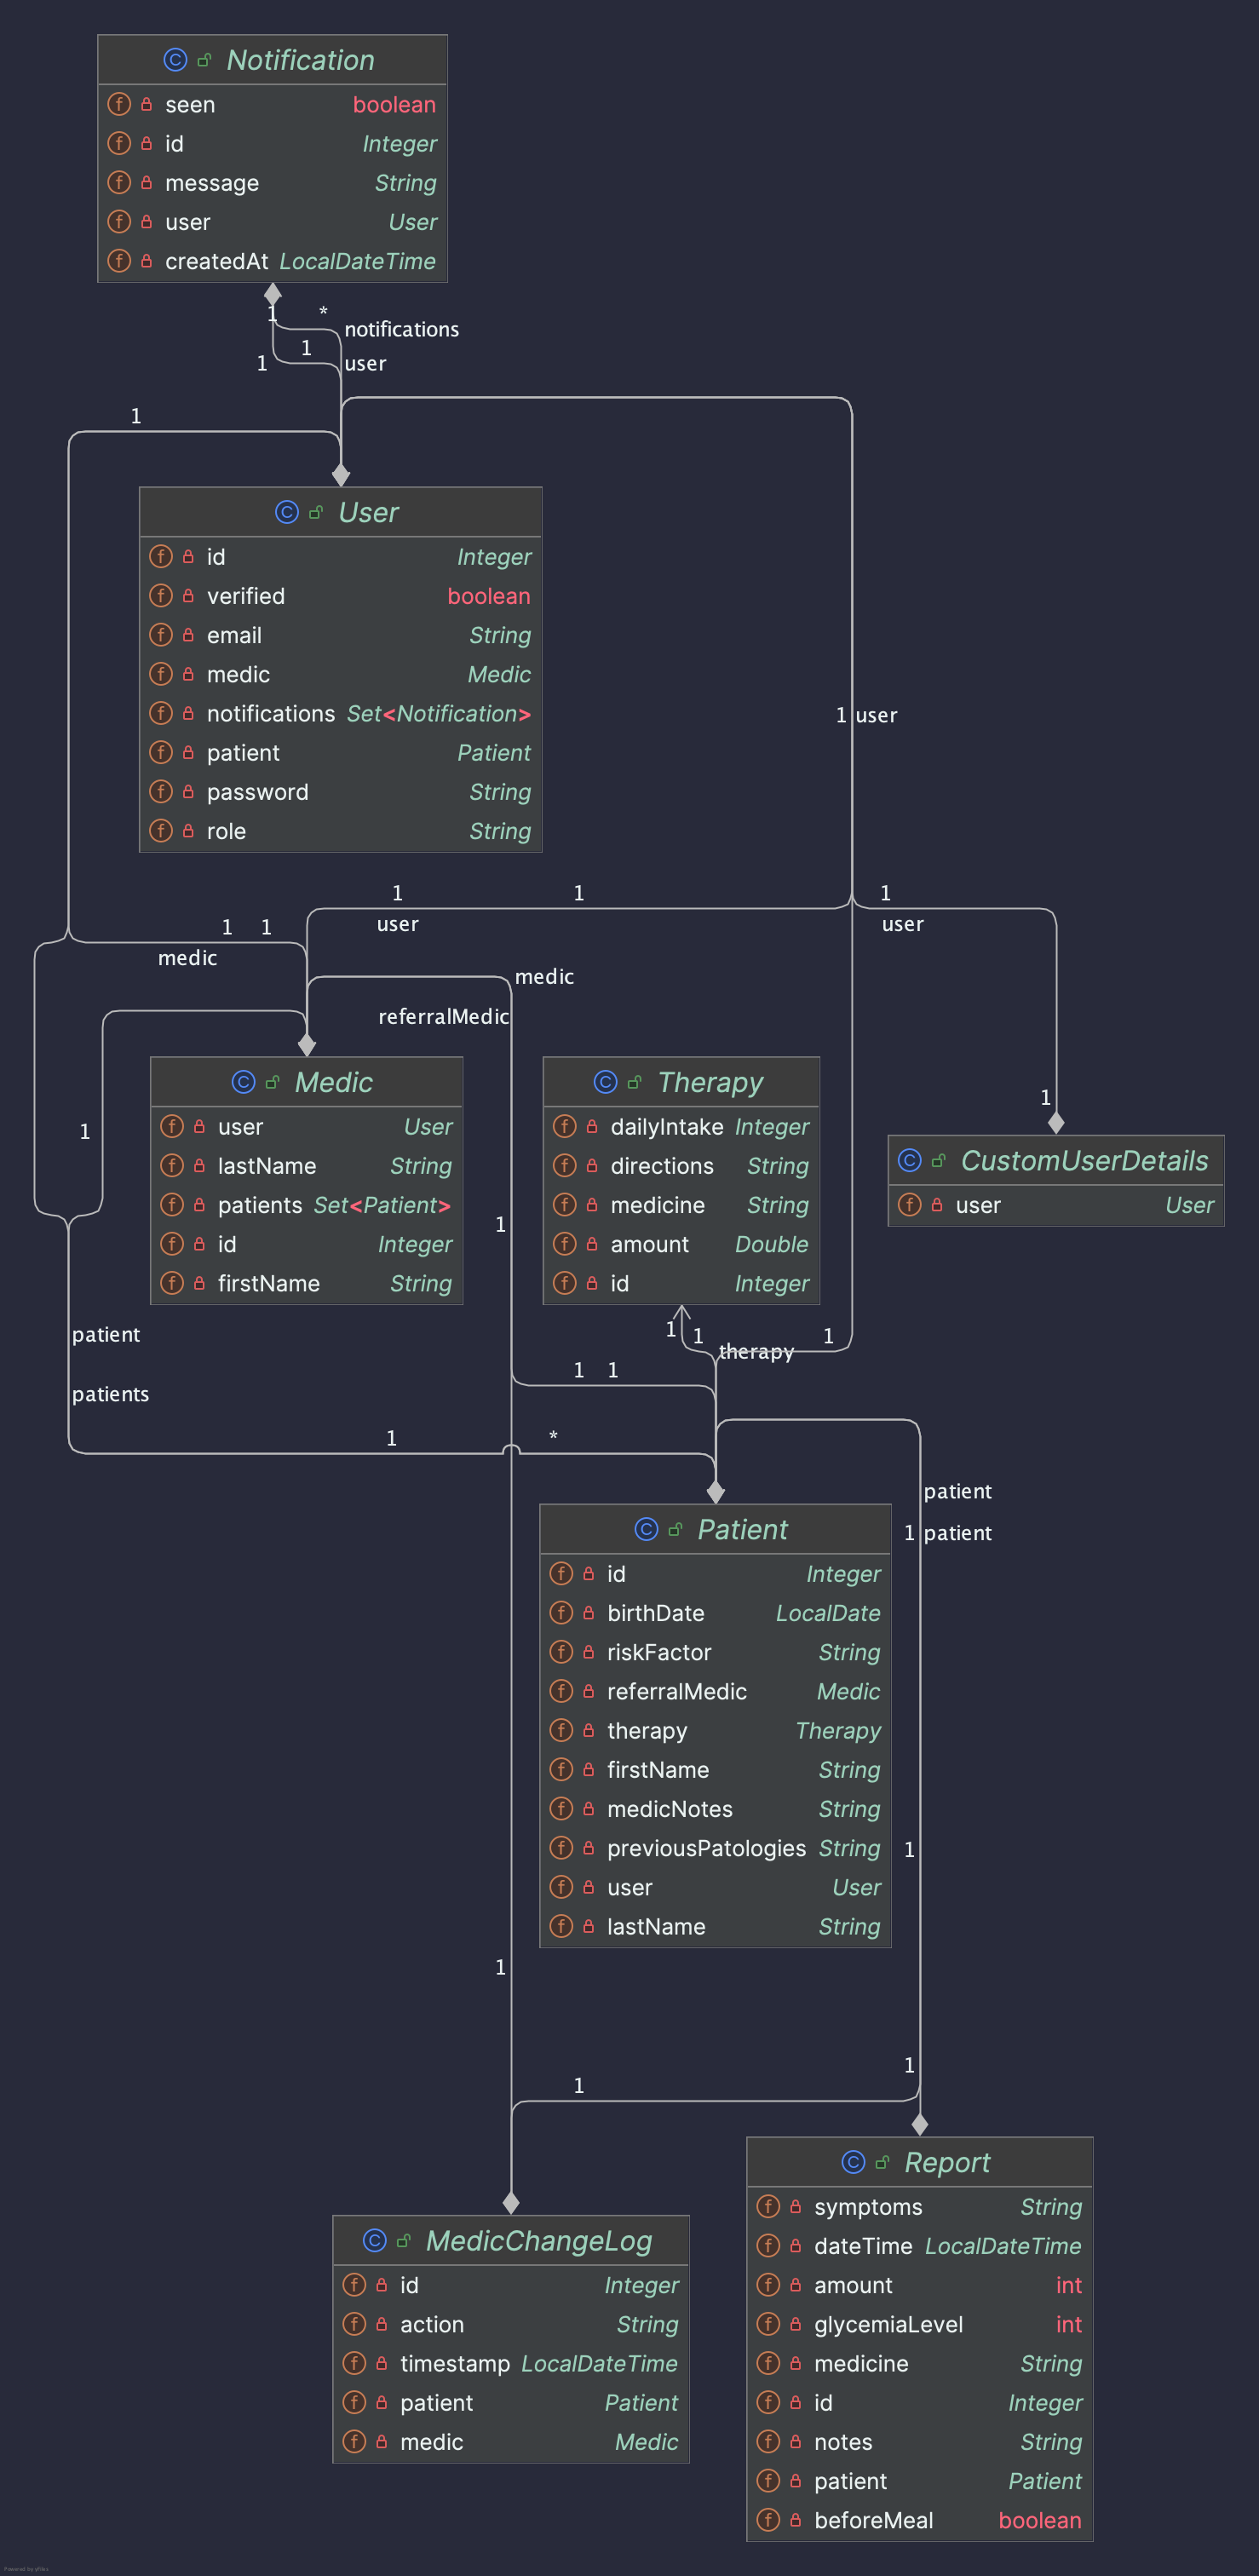 Notification
seen boolean
id Integer
message String
user User
createdAt LocalDateTime
1 *
notifications
1 1
user
1
User
id Integer
verified boolean
email String
medic Medic
notifications Set<Notification>
patient Patient
password String
role String
1 user
1 1 1
user user
1 1
medic
medic
referralMedic
Medic
user User
lastName String
patients Set<Patient>
id Integer
firstName String
1
1
Therapy
dailyIntake Integer
directions String
medicine String
amount Double
id Integer
1
CustomUserDetails
user User
patient
patients
1 1 1
therapy
1 1
1 *
patient
1 patient
Patient
id Integer
birthDate LocalDate
riskFactor String
referralMedic Medic
therapy Therapy
firstName String
medicNotes String
previousPatologies String
user User
lastName String
1
1
1
1
MedicChangeLog
id Integer
action String
timestamp LocalDateTime
patient Patient
medic Medic
Report
symptoms String
dateTime LocalDateTime
amount int
glycemiaLevel int
medicine String
id Integer
notes String
patient Patient
beforeMeal boolean
Powered by yFiles